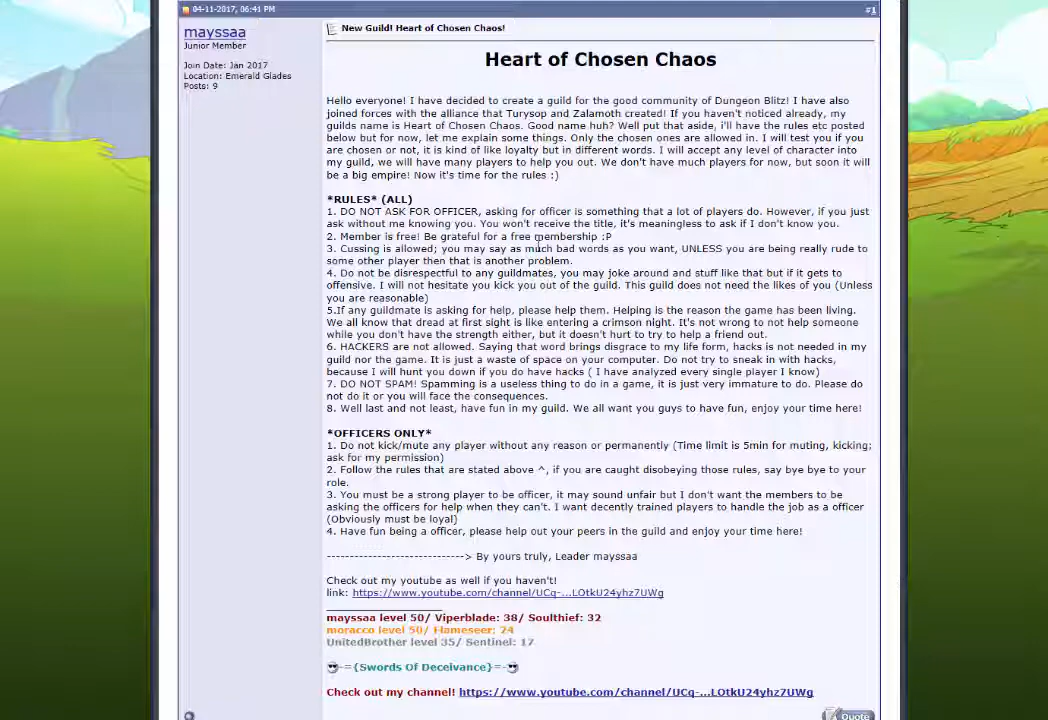 04-11-2017, 06:41 PM
#1
mayssaa
Junior Member
Join Date: Jan 2017
Location: Emerald Glades
Posts: 9
New Guild! Heart of Chosen Chaos!
Heart of Chosen Chaos
Hello everyone! I have decided to create a guild for the good community of Dungeon Blitz! I have also
joined forces with the alliance that Turysop and Zalamoth created! If you haven't noticed already, my
guilds name is Heart of Chosen Chaos. Good name huh? Well put that aside, i'll have the rules etc posted
below but for now, let me explain some things. Only the chosen ones are allowed in. I will test you if you
are chosen or not, it is kind of like loyalty but in different words. I will accept any level of character into
my guild, we will have many players to help you out. We don't have much players for now, but soon it will
be a big empire! Now it's time for the rules :)
*RULES* (ALL)
1. DO NOT ASK FOR OFFICER, asking for officer is something that a lot of players do. However, if you just
ask without me knowing you. You won't receive the title, it's meaningless to ask if I don't know you.
2. Member is free! Be grateful for a free membership :P
3. Cussing is allowed; you may say as much bad words as you want, UNLESS you are being really rude to
some other player then that is another problem.
4. Do not be disrespectful to any guildmates, you may joke around and stuff like that but if it gets to
offensive. I will not hesitate you kick you out of the guild. This guild does not need the likes of you (Unless
you are reasonable)
5.If any guildmate is asking for help, please help them. Helping is the reason the game has been living.
We all know that dread at first sight is like entering a crimson night. It's not wrong to not help someone
while you don't have the strength either, but it doesn't hurt to try to help a friend out.
6. HACKERS are not allowed. Saying that word brings disgrace to my life form, hacks is not needed in my
guild nor the game. It is just a waste of space on your computer. Do not try to sneak in with hacks,
because I will hunt you down if you do have hacks ( I have analyzed every single player I know)
7. DO NOT SPAM! Spamming is a useless thing to do in a game, it is just very immature to do. Please do
not do it or you will face the consequences.
8. Well last and not least, have fun in my guild. We all want you guys to have fun, enjoy your time here!
*OFFICERS ONLY*
1. Do not kick/mute any player without any reason or permanently (Time limit is 5min for muting, kicking;
ask for my permission)
2. Follow the rules that are stated above ^, if you are caught disobeying those rules, say bye bye to your
role.
3. You must be a strong player to be officer, it may sound unfair but I don't want the members to be
asking the officers for help when they can't. I want decently trained players to handle the job as a officer
(Obviously must be loyal)
4. Have fun being a officer, please help out your peers in the guild and enjoy your time here!
------------------------------> By yours truly, Leader mayssaa
Check out my youtube as well if you haven't!
link: https://www.youtube.com/channel/UCq-...LOtkU24yhz7UWg
mayssaa level 50/ Viperblade: 38/ Soulthief: 32
moracco level 50/ Flameseer: 24
UnitedBrother level 35/ Sentinel: 17
-={Swords Of Deceivance}=-
Check out my channel! https://www.youtube.com/channel/UCq-...LOtkU24yhz7UWg
Quote